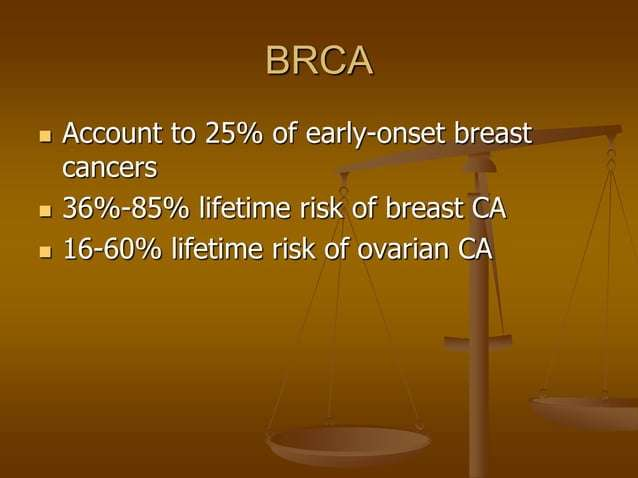 BRCA
Account to 25% of early-onset breast
cancers
36%-85% lifetime risk of breast CA
16-60% lifetime risk of ovarian CA